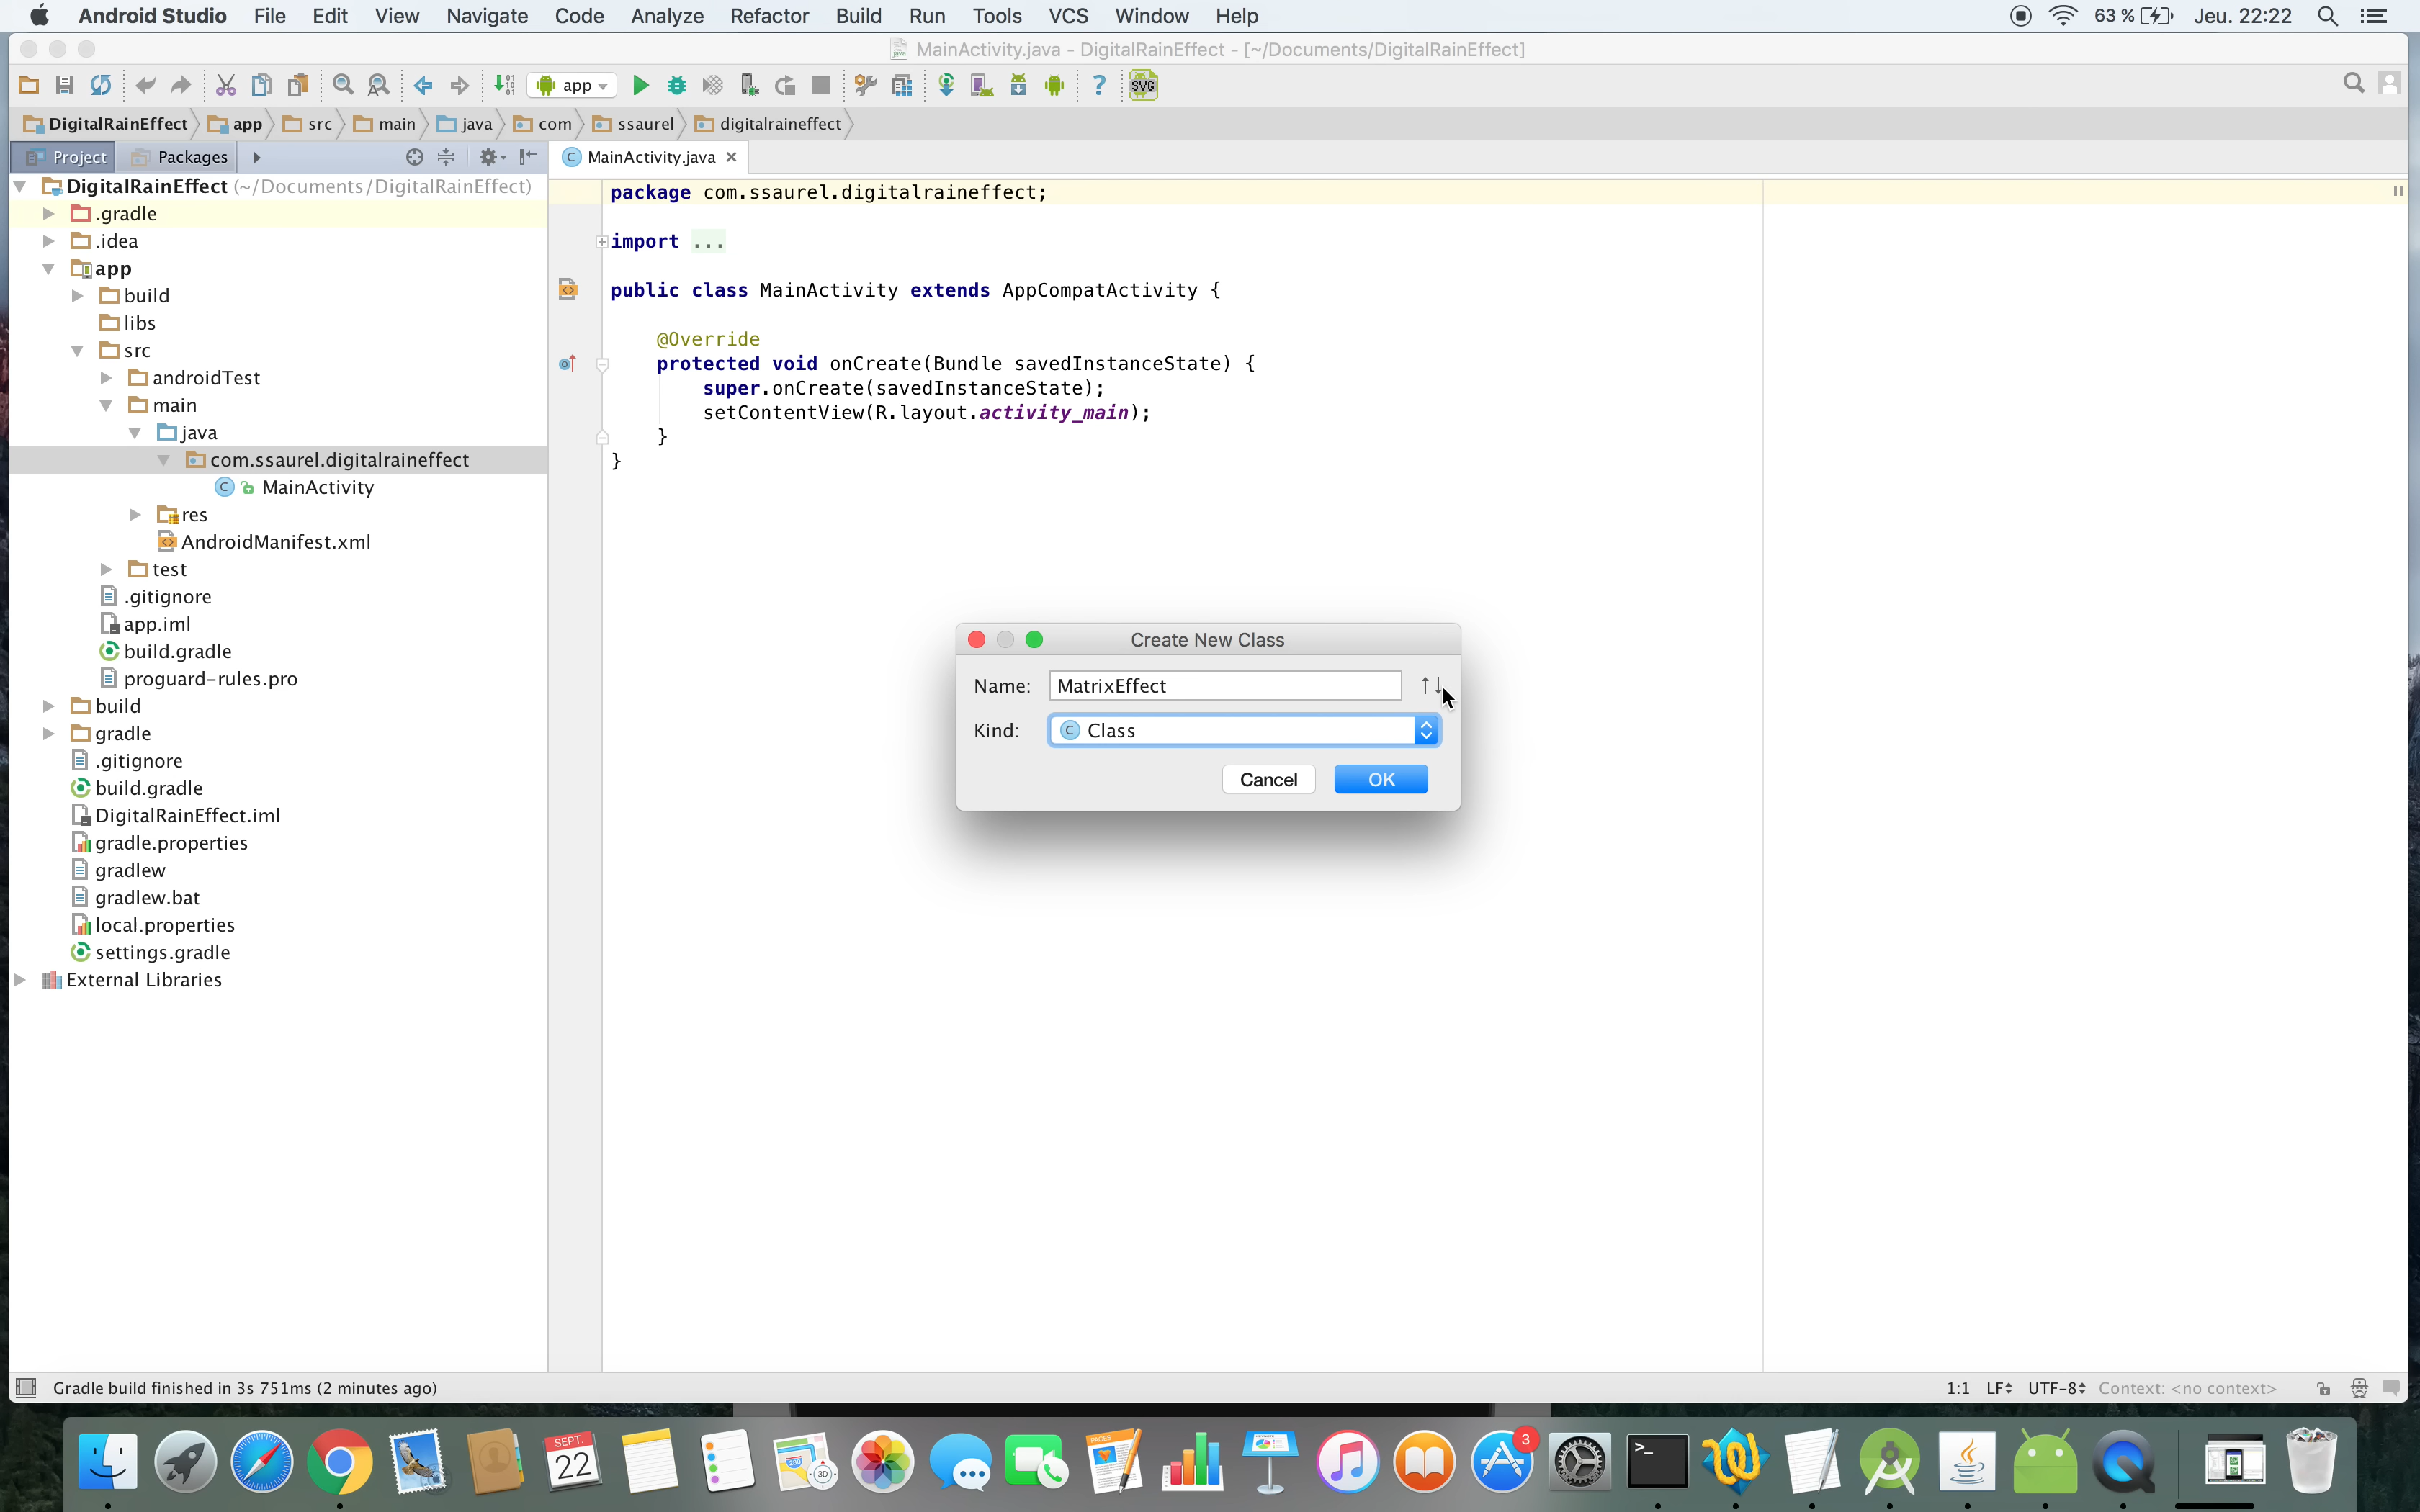 Android Studio File Edit View Navigate Code Analyze Refactor Build Run Tools VCS Window Help 63 % Jeu. 22:22
MainActivity.java - DigitalRainEffect - [~/Documents/DigitalRainEffect]
app SVG
DigitalRainEffect app src main java com ssaurel digitalraineffect
Project Packages
MainActivity.java
DigitalRainEffect (~/Documents/DigitalRainEffect)
.gradle
.idea
app
build
libs
src
androidTest
main
java
com.ssaurel.digitalraineffect
MainActivity
res
AndroidManifest.xml
test
.gitignore
app.iml
build.gradle
proguard-rules.pro
build
gradle
.gitignore
build.gradle
DigitalRainEffect.iml
gradle.properties
gradlew
gradlew.bat
local.properties
settings.gradle
External Libraries
package com.ssaurel.digitalraineffect;
import ...
public class MainActivity extends AppCompatActivity {
@Override
protected void onCreate(Bundle savedInstanceState) {
super.onCreate(savedInstanceState);
setContentView(R.layout.activity_main);
}
}
Create New Class
Name: MatrixEffect
Kind: Class
Cancel OK
Gradle build finished in 3s 751ms (2 minutes ago)
1:1 LF UTF-8 Context: <no context>
SEPT.
22
3D
PAGES
3
>_